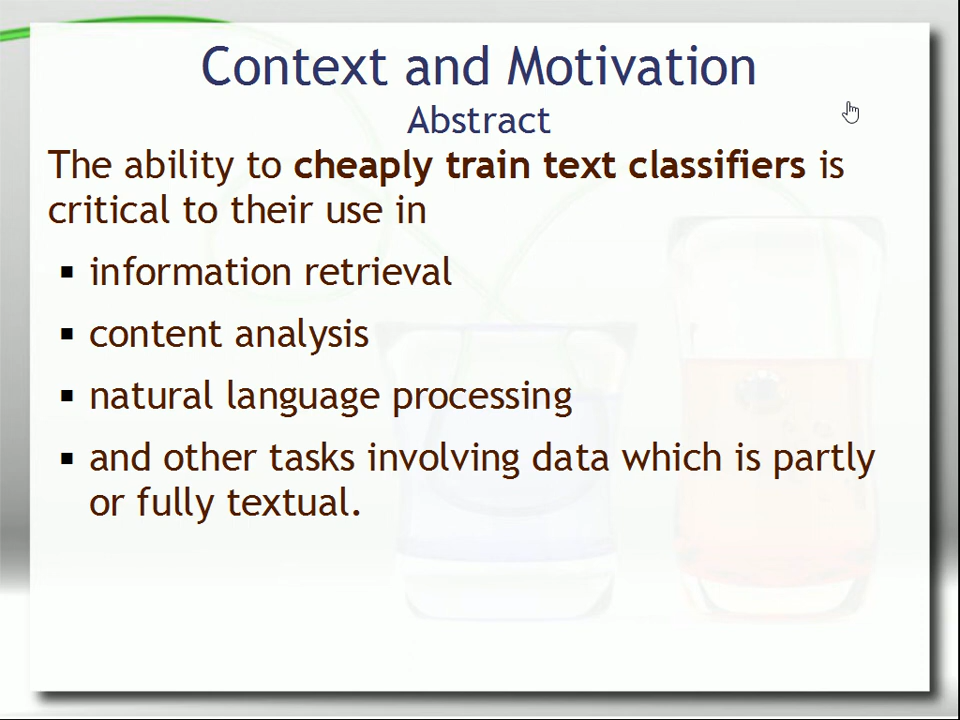 Context and Motivation
Abstract
The ability to cheaply train text classifiers is
critical to their use in
▪ information retrieval
▪ content analysis
▪ natural language processing
▪ and other tasks involving data which is partly
or fully textual.